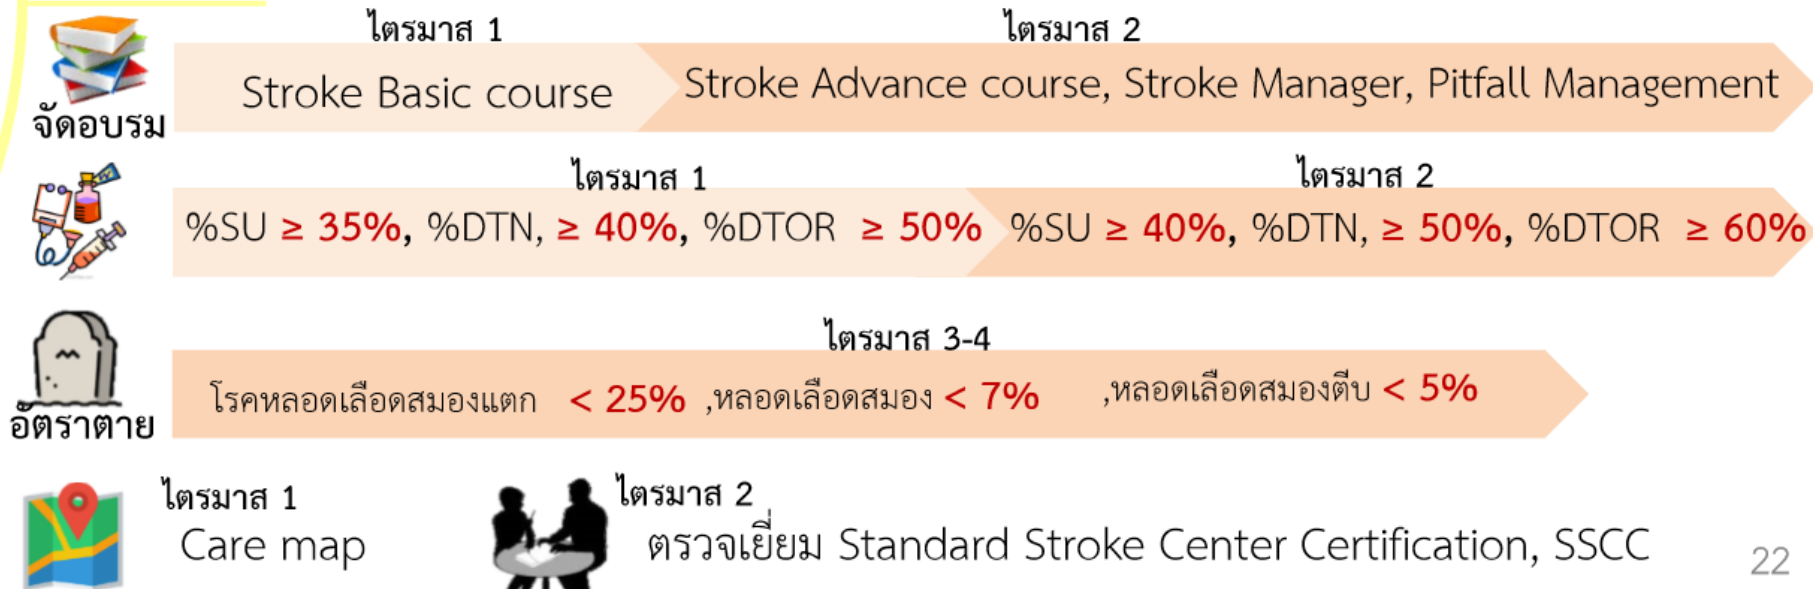 ไตรมาส 1
ไตรมาส 2
จัดอบรม
Stroke Basic course
Stroke Advance course, Stroke Manager, Pitfall Management
ไตรมาส 1
ไตรมาส 2
%SU ≥ 35%, %DTN, ≥ 40%, %DTOR ≥ 50%
%SU ≥ 40%, %DTN, ≥ 50%, %DTOR ≥ 60%
ไตรมาส 3-4
อัตราตาย
โรคหลอดเลือดสมองแตก < 25% ,หลอดเลือดสมอง < 7% ,หลอดเลือดสมองตีบ < 5%
ไตรมาส 1
Care map
ไตรมาส 2
ตรวจเยี่ยม Standard Stroke Center Certification, SSCC
22